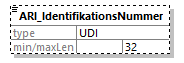 ARI_IdentifikationsNummer
type UDI
min/maxLen 32